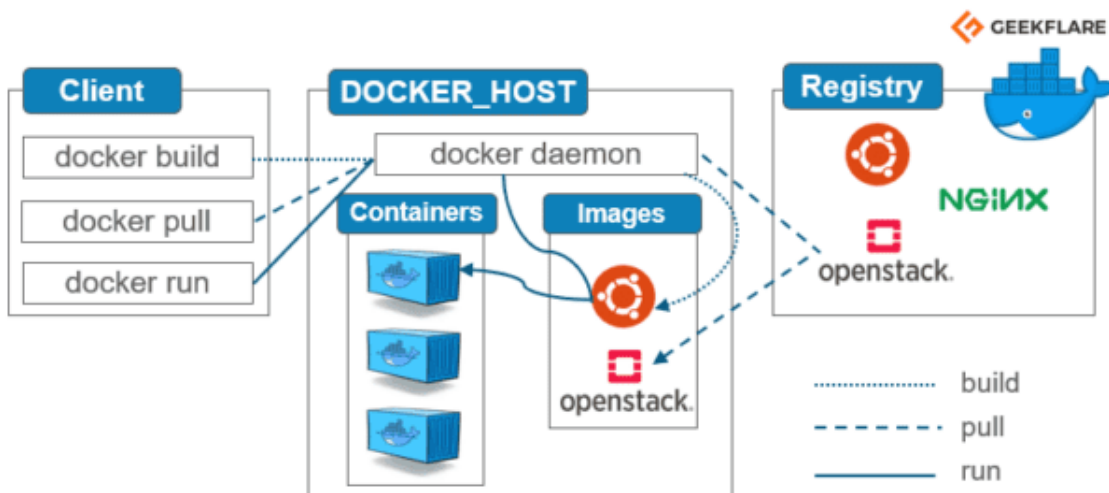 GEEKFLARE
Client
docker build
docker pull
docker run
DOCKER_HOST
docker daemon
Containers
Images
openstack.
Registry
NGiNX
openstack.
build
pull
run